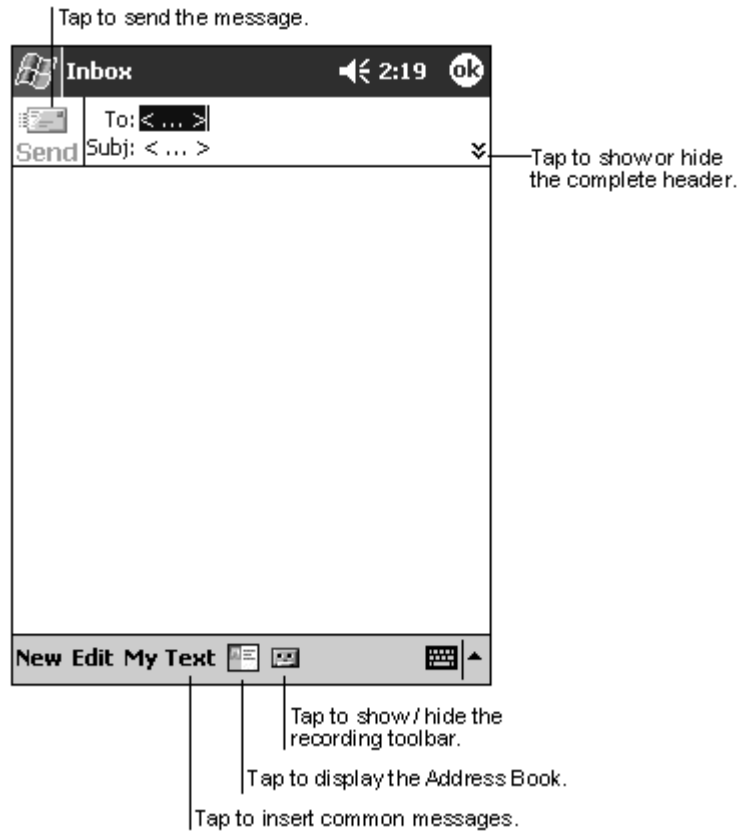 Tap to send the message.
Inbox 2:19 ok
To: < ... >
Send Subj: < ... >
Tap to show or hide
the complete header.
New Edit My Text
Tap to show / hide the
recording toolbar.
Tap to display the Address Book.
Tap to insert common messages.